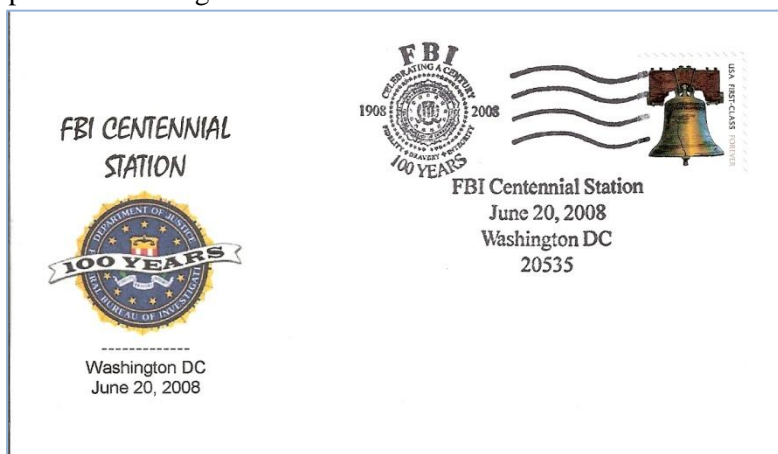 FBI CENTENNIAL
STATION
DEPARTMENT OF JUSTICE
100 YEARS
FEDERAL BUREAU OF INVESTIGATION
-------------
Washington DC
June 20, 2008
FBI
CELEBRATING A CENTURY
1908
2008
FIDELITY BRAVERY INTEGRITY
100 YEARS
FBI Centennial Station
June 20, 2008
Washington DC
20535
USA FIRST-CLASS FOREVER